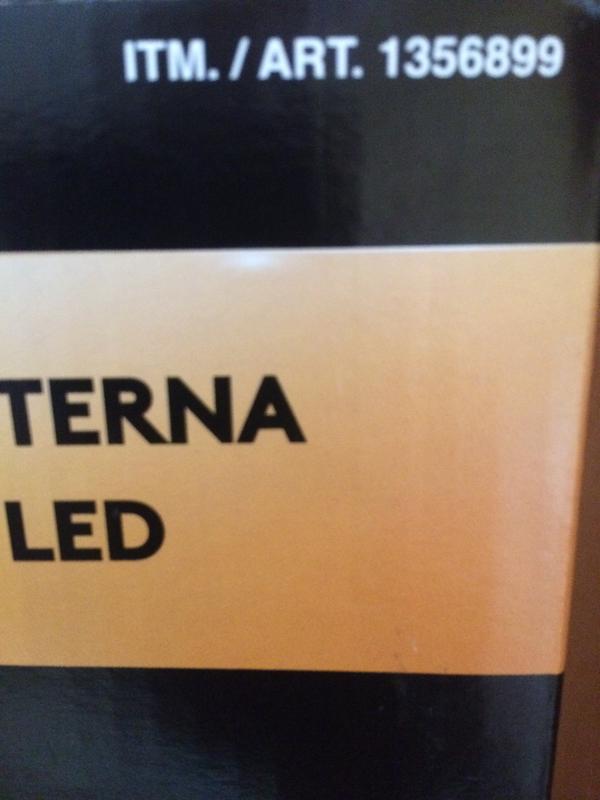 ITM. / ART. 1356899
TERNA
LED